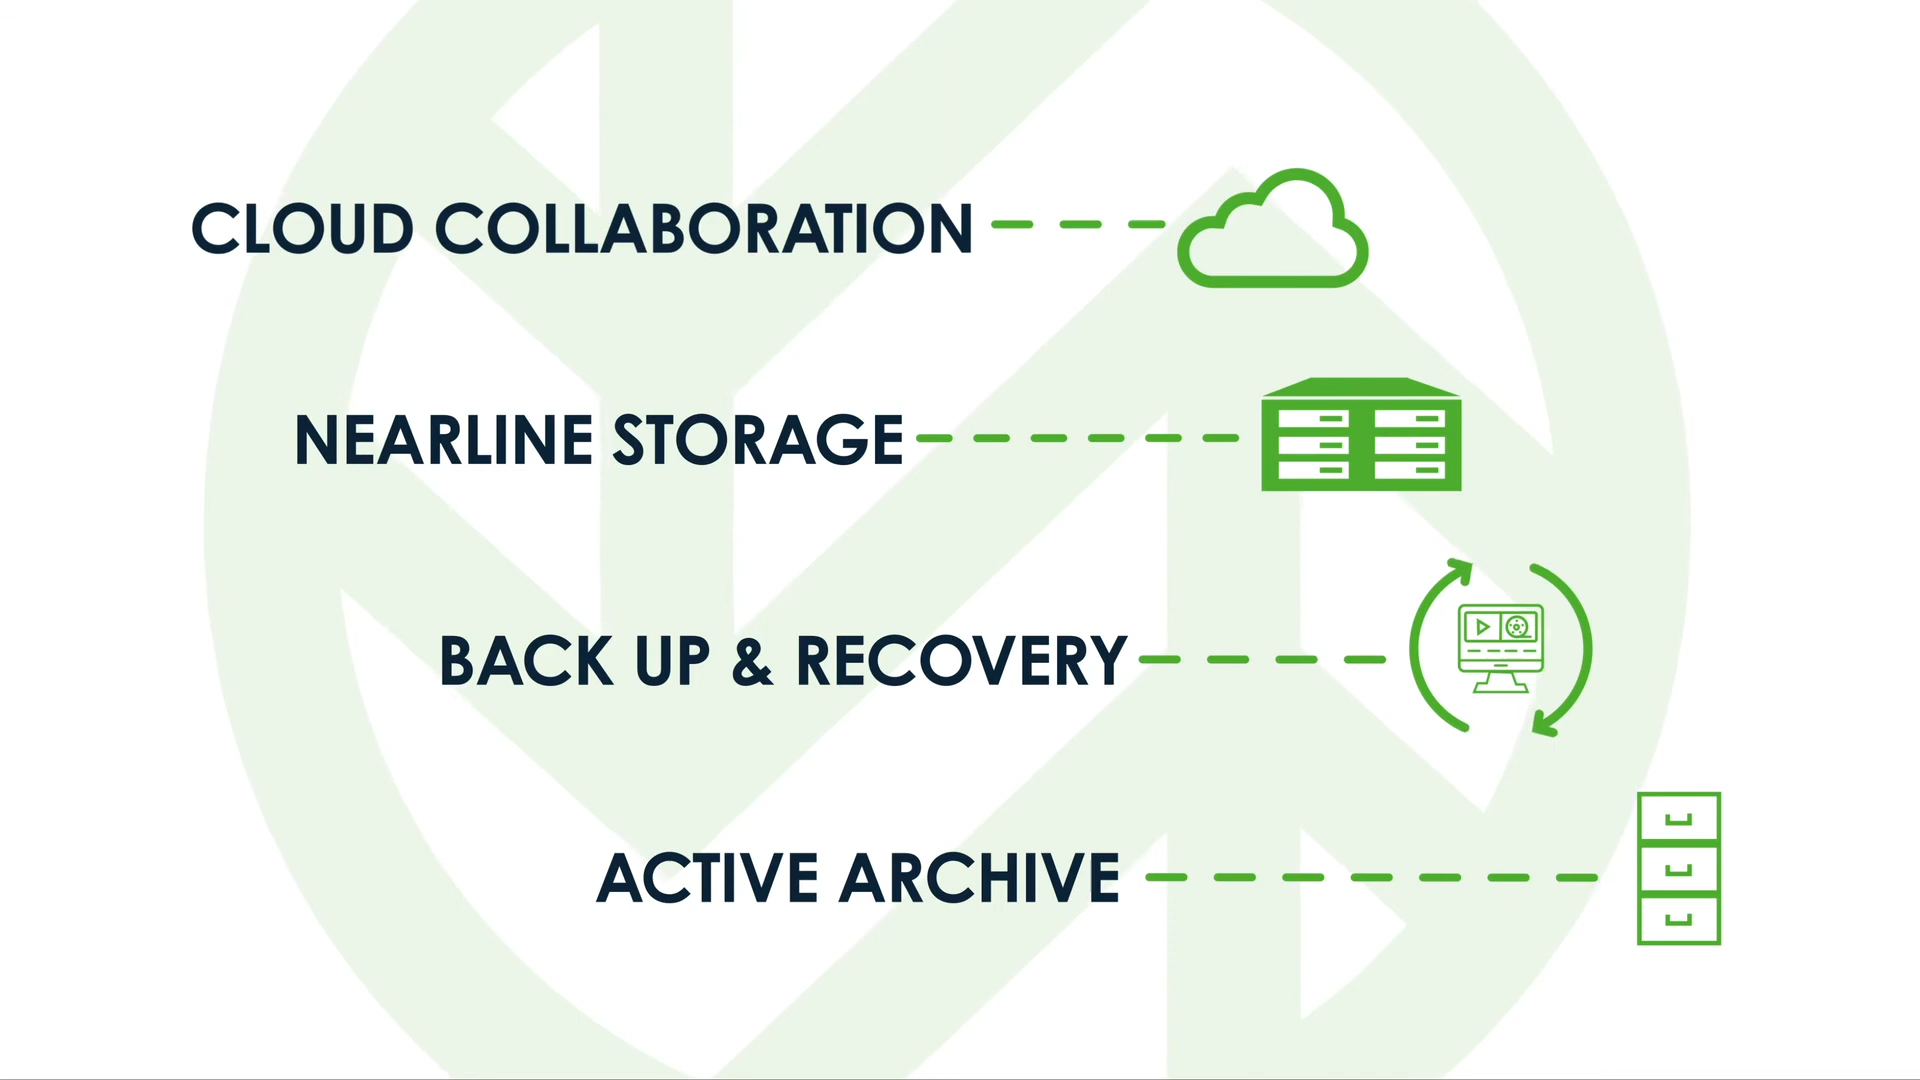 CLOUD COLLABORATION
NEARLINE STORAGE
BACK UP & RECOVERY
ACTIVE ARCHIVE